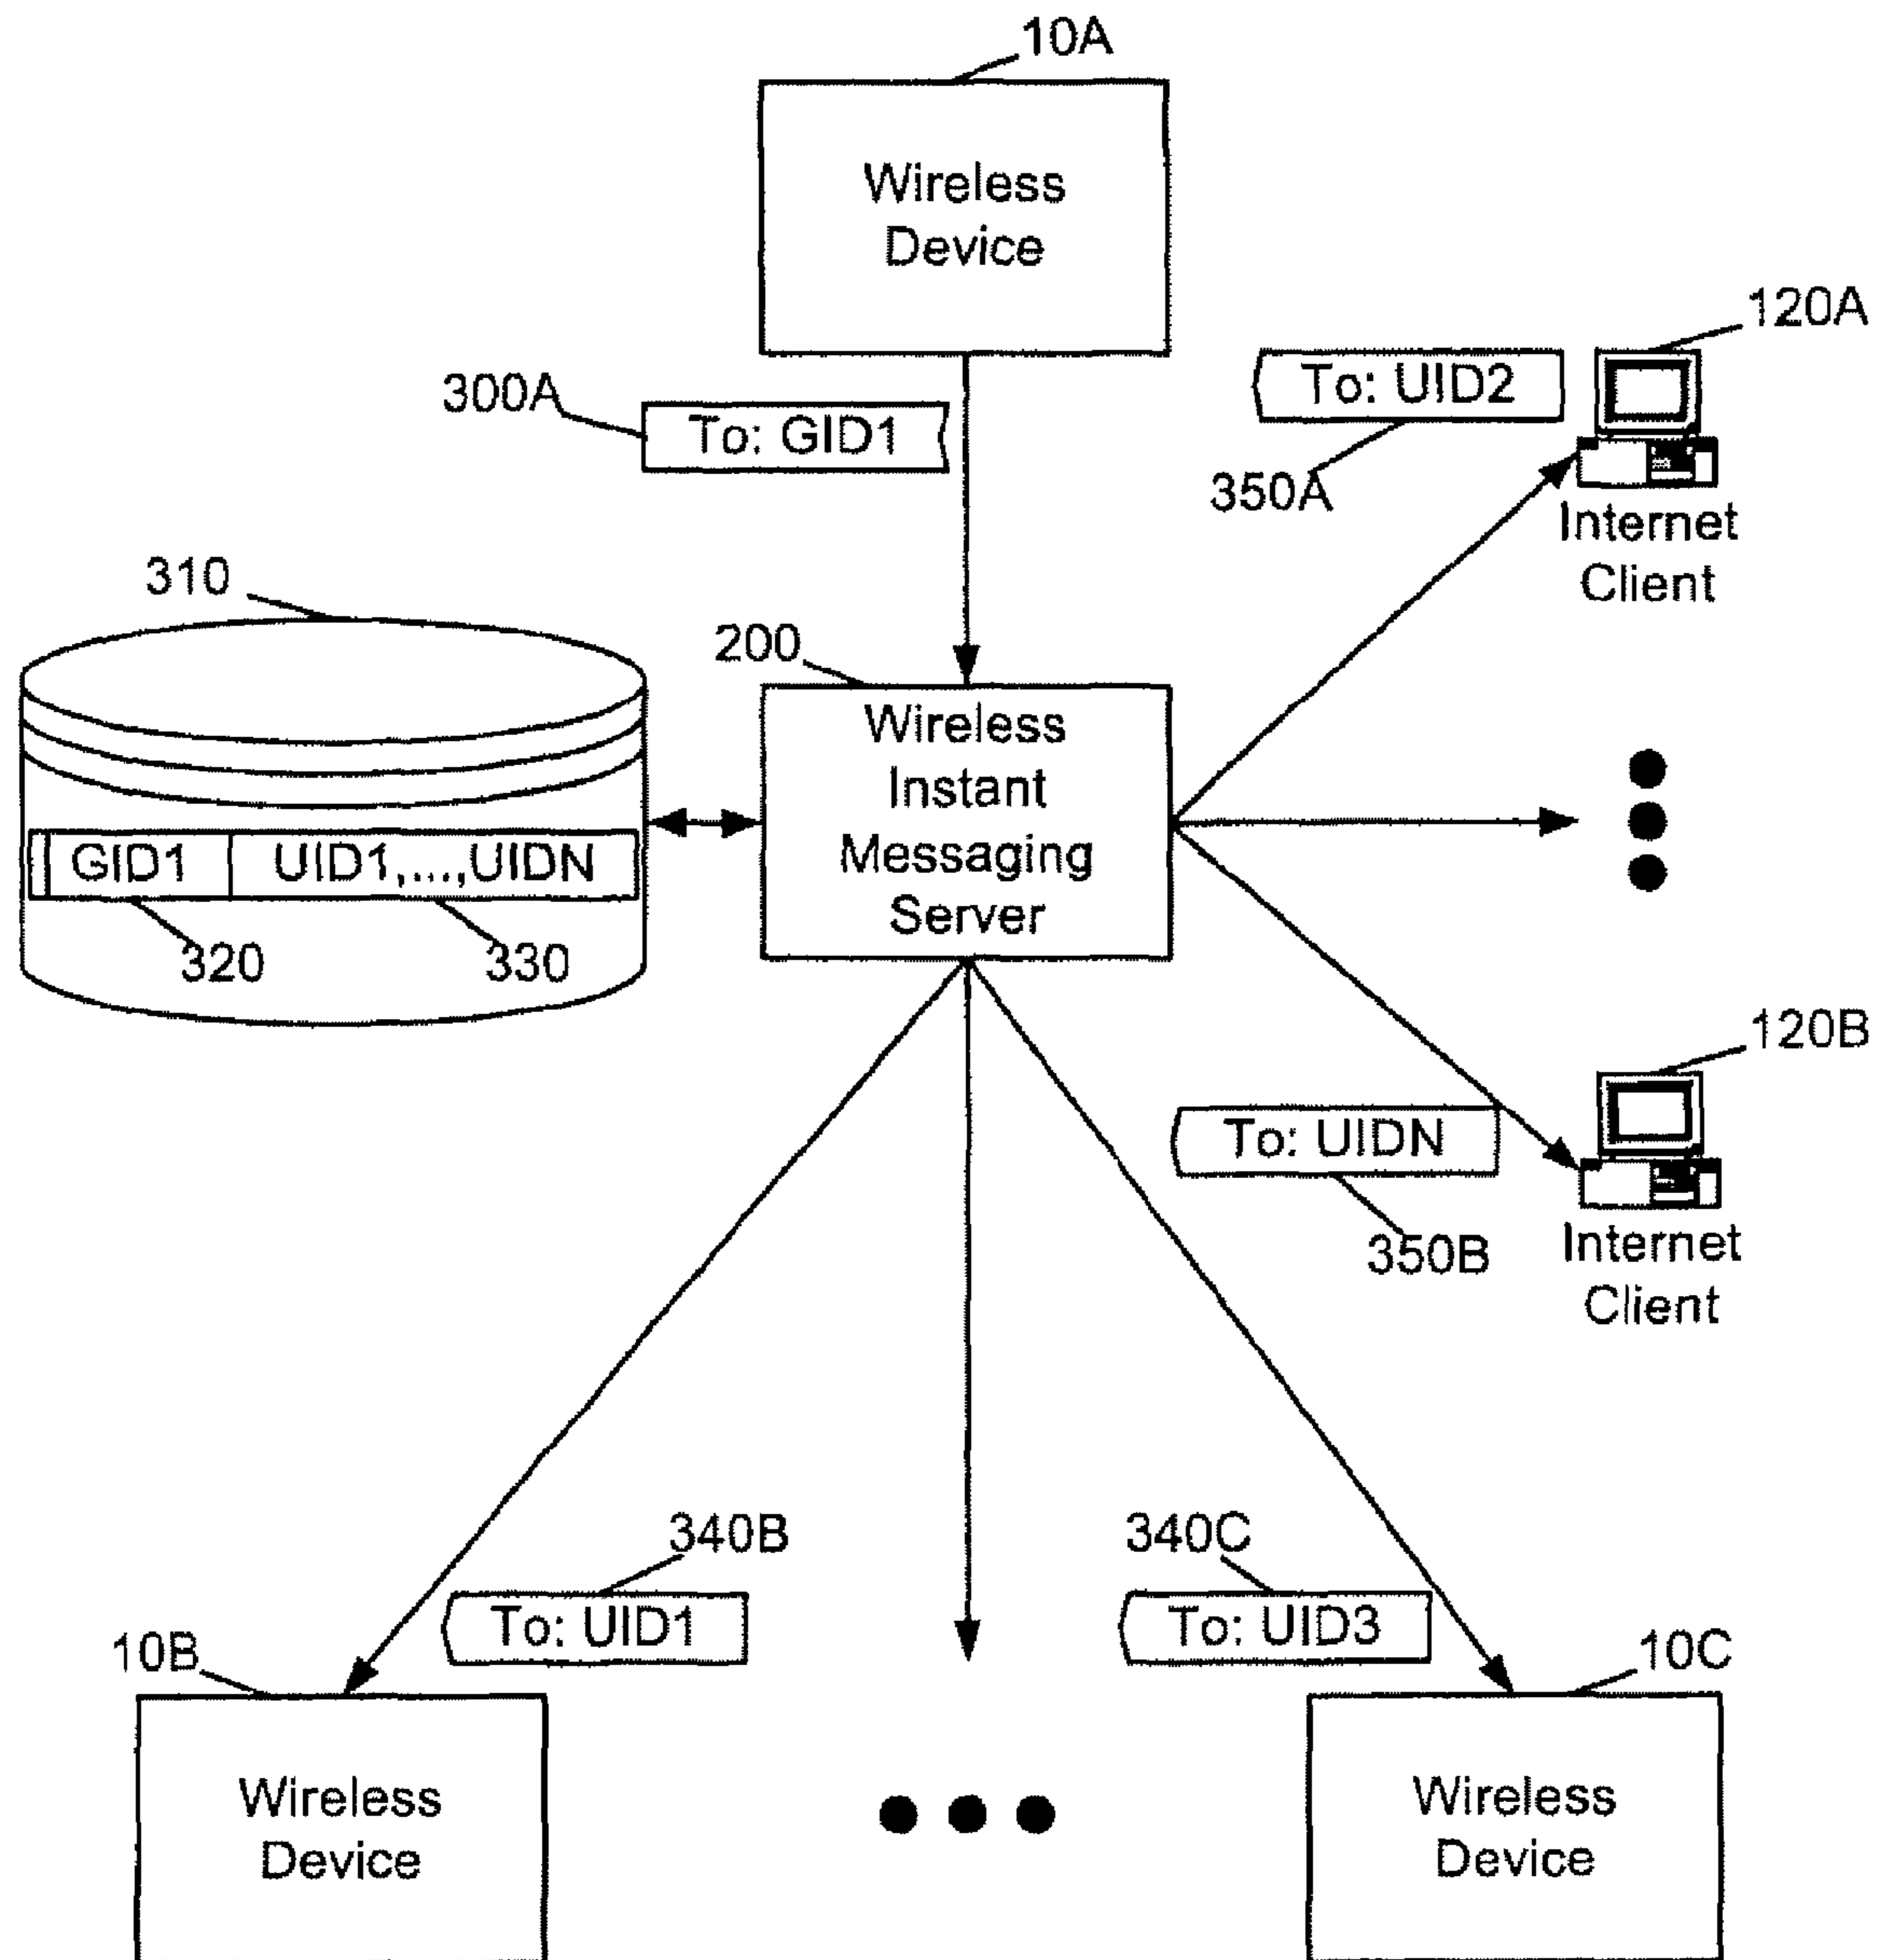 10A
Wireless
Device
120A
300A
To: GID1
To: UID2
350A
Internet
Client
310
200
Wireless
Instant
Messaging
Server
GID1
UID1,...,UIDN
320
330
120B
To: UIDN
350B
Internet
Client
340B
340C
To: UID1
To: UID3
10B
10C
Wireless
Device
Wireless
Device